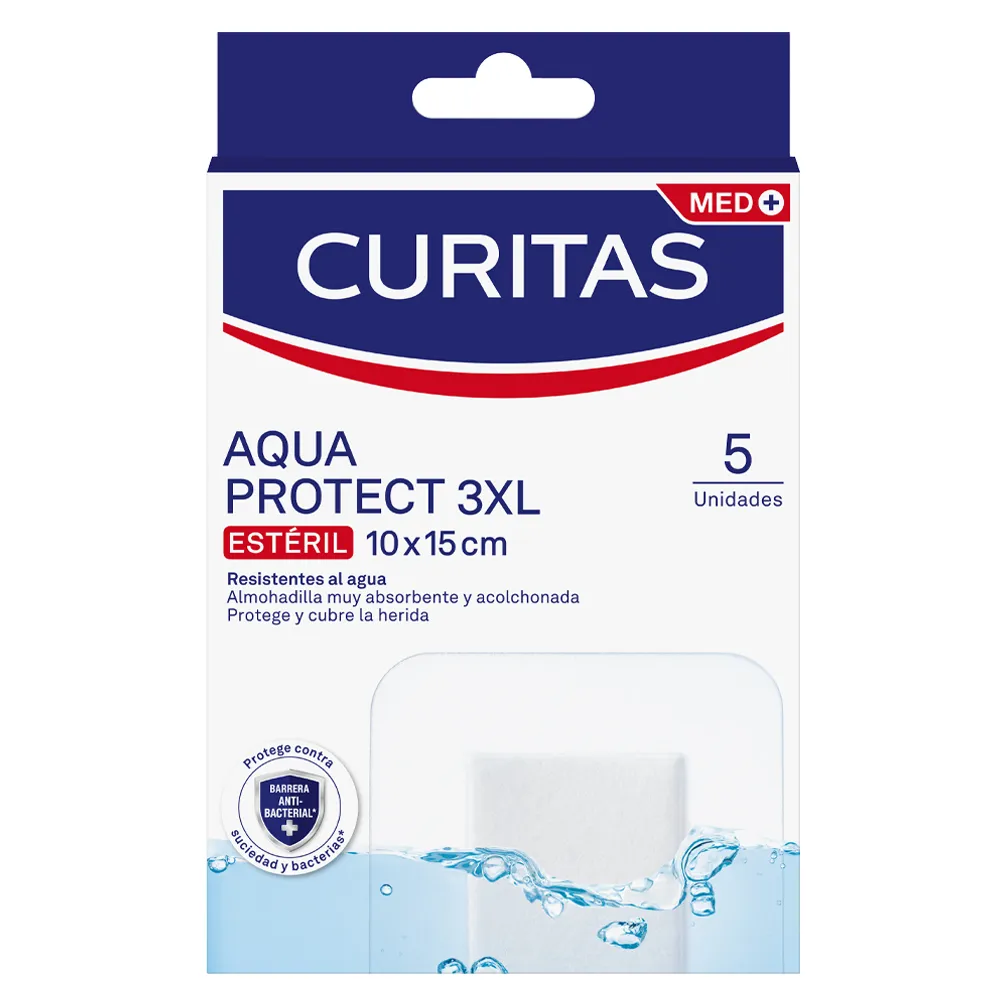 MED+
CURITAS
AQUA
PROTECT 3XL
ESTÉRIL 10 x 15 cm
Resistentes al agua
Almohadilla muy absorbente y acolchonada
Protege y cubre la herida
5
Unidades
Protege contra
BARRERA
ANTI-
BACTERIAL*
suciedad y bacterias*